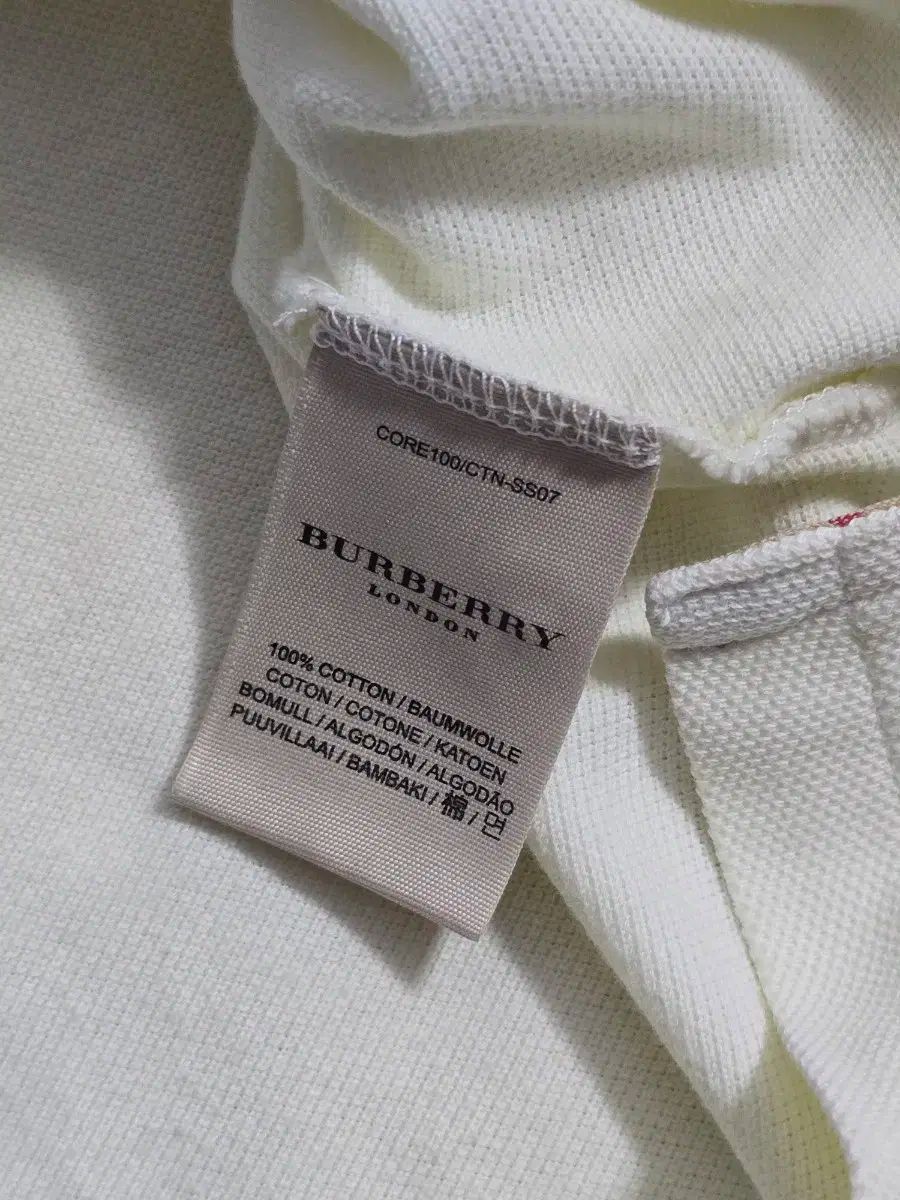 CORE100/CTN-SS07
BURBERRY
LONDON
100% COTTON / BAUMWOLLE
COTON / COTONE / KATOEN
BOMULL / ALGODÓN / ALGODÃO
PUUVILLAAI / BAMBAKI / 棉 / 면